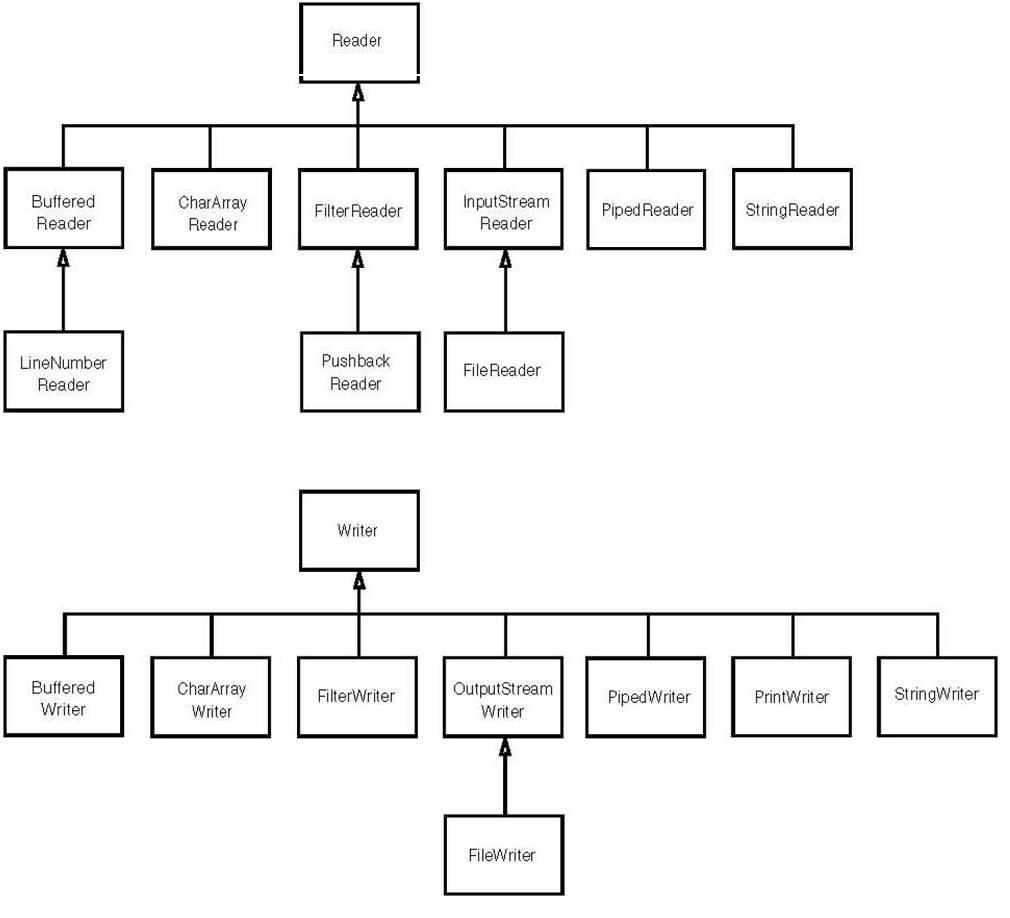 Reader
Buffered
Reader
CharArray
Reader
FilterReader
InputStream
Reader
PipedReader
StringReader
LineNumber
Reader
Pushback
Reader
FileReader
Writer
Buffered
Writer
CharArray
Writer
FilterWriter
OutputStream
Writer
PipedWriter
PrintWriter
StringWriter
FileWriter